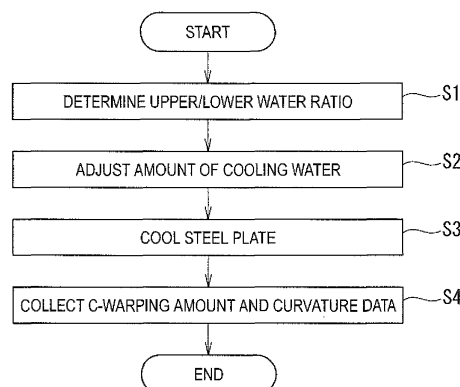 START
DETERMINE UPPER/LOWER WATER RATIO
S1
ADJUST AMOUNT OF COOLING WATER
S2
COOL STEEL PLATE
S3
COLLECT C-WARPING AMOUNT AND CURVATURE DATA
S4
END